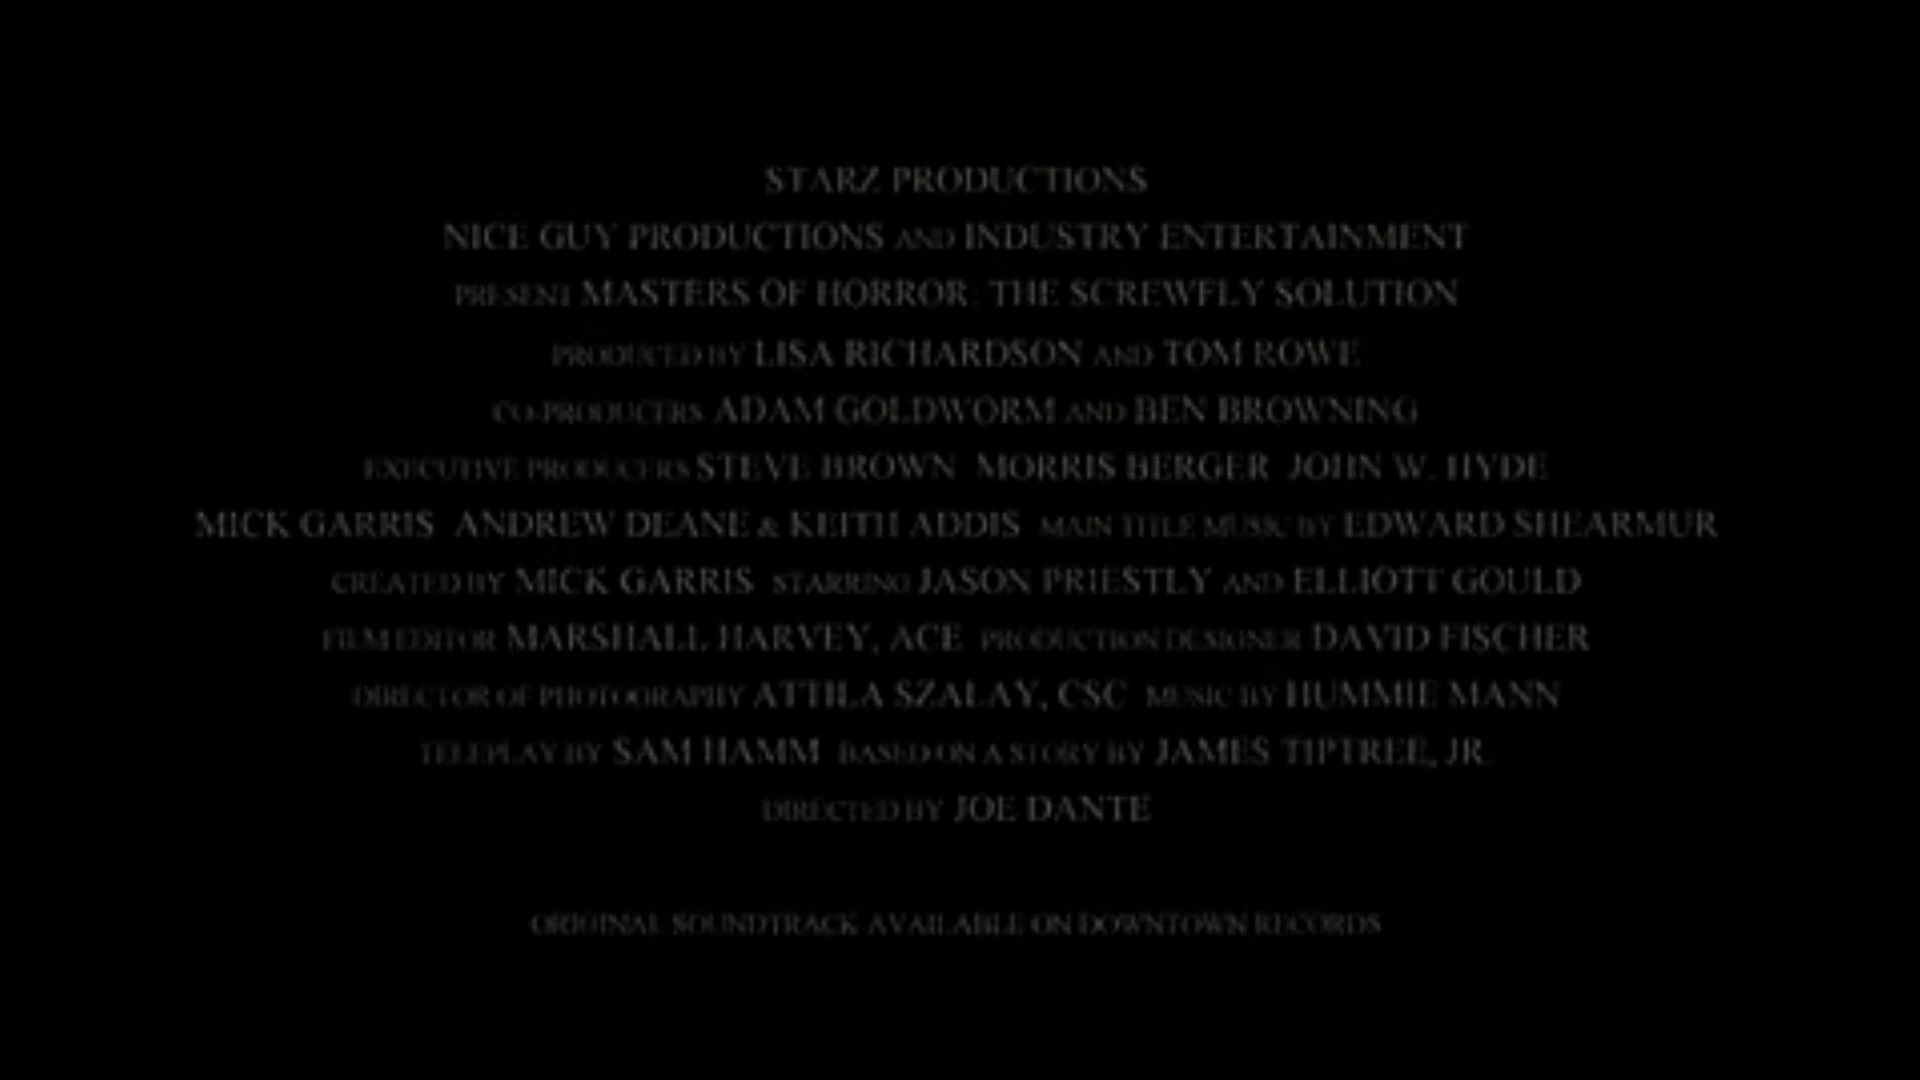 STARZ PRODUCTIONS
NICE GUY PRODUCTIONS AND INDUSTRY ENTERTAINMENT
PRESENT MASTERS OF HORROR: THE SCREWFLY SOLUTION
PRODUCED BY LISA RICHARDSON AND TOM ROWE
CO-PRODUCERS ADAM GOLDWORM AND BEN BROWNING
EXECUTIVE PRODUCERS STEVE BROWN MORRIS BERGER JOHN W. HYDE
MICK GARRIS ANDREW DEANE & KEITH ADDIS MAIN TITLE MUSIC BY EDWARD SHEARMUR
CREATED BY MICK GARRIS STARRING JASON PRIESTLY AND ELLIOTT GOULD
FILM EDITOR MARSHALL HARVEY, ACE PRODUCTION DESIGNER DAVID FISCHER
DIRECTOR OF PHOTOGRAPHY ATTILA SZALAY, CSC MUSIC BY HUMMIE MANN
TELEPLAY BY SAM HAMM BASED ON A STORY BY JAMES TIPTREE, JR.
DIRECTED BY JOE DANTE
ORIGINAL SOUNDTRACK AVAILABLE ON DOWNTOWN RECORDS